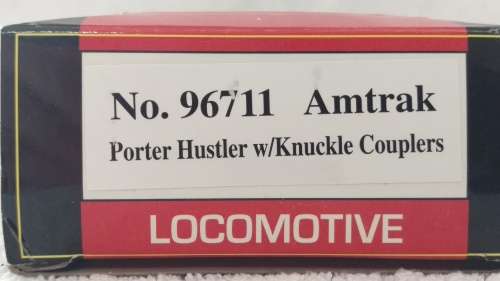 No. 96711 Amtrak
Porter Hustler w/Knuckle Couplers
LOCOMOTIVE